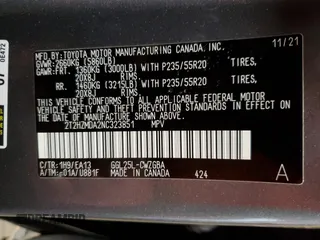 MFD. BY:
TOYOTA MOTOR MANUFACTURING CANADA, INC. 11/21
GVWR: 2660KG (5860LB)
GAWR: FRT. 1360KG (3000LB) WITH P235/55R20 TIRES,
20X8J RIMS,
RR. 1460KG (3215LB) WITH P235/55R20 TIRES,
20X8J RIMS,
THIS VEHICLE CONFORMS TO ALL APPLICABLE
FEDERAL MOTOR VEHICLE SAFETY, BUMPER, AND
THEFT PREVENTION STANDARDS IN EFFECT ON
THE DATE OF MANUFACTURE SHOWN ABOVE.
2T2HZMDA2NC323851 MPV
C/TR: 1H9/EA13 GGL25L-CWZGBA
A/TM: -01A/U881F MADE IN CANADA 424
A
0E472